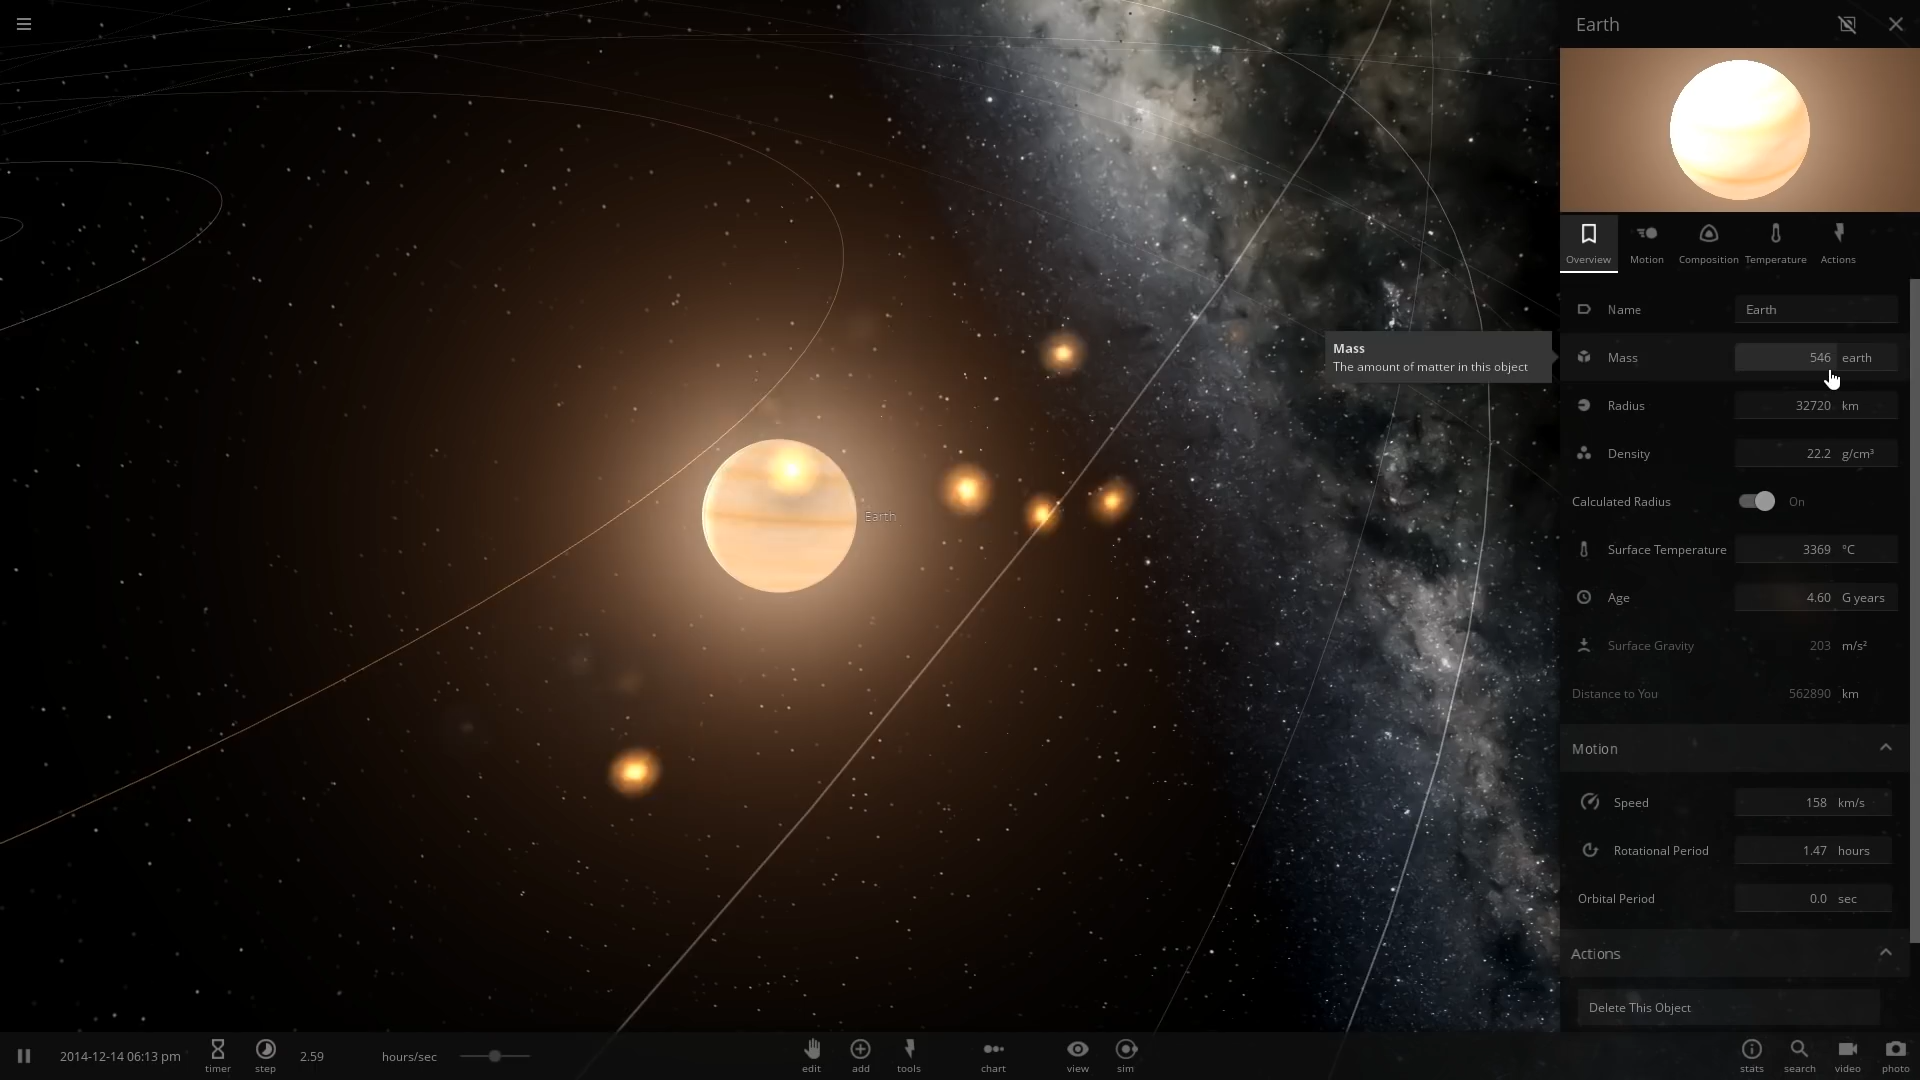 Earth
Overview
Motion
Composition
Temperature
Actions
Name Earth
Mass 546 earth
Mass
The amount of matter in this object
Radius 32720 km
Density 22.2 g/cm³
Calculated Radius On
Earth
Surface Temperature 3369 °C
Age 4.60 G years
Surface Gravity 203 m/s²
Distance to You 562890 km
Motion
Speed 158 km/s
Rotational Period 1.47 hours
Orbital Period 0.0 sec
Actions
Delete This Object
2014-12-14 06:13 pm
timer
step
2.59 hours/sec
edit
add
tools
chart
view
sim
stats
search
video
photo